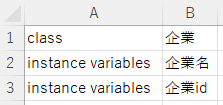 A B
1 class 企業
2 instance variables 企業名
3 instance variables 企業id